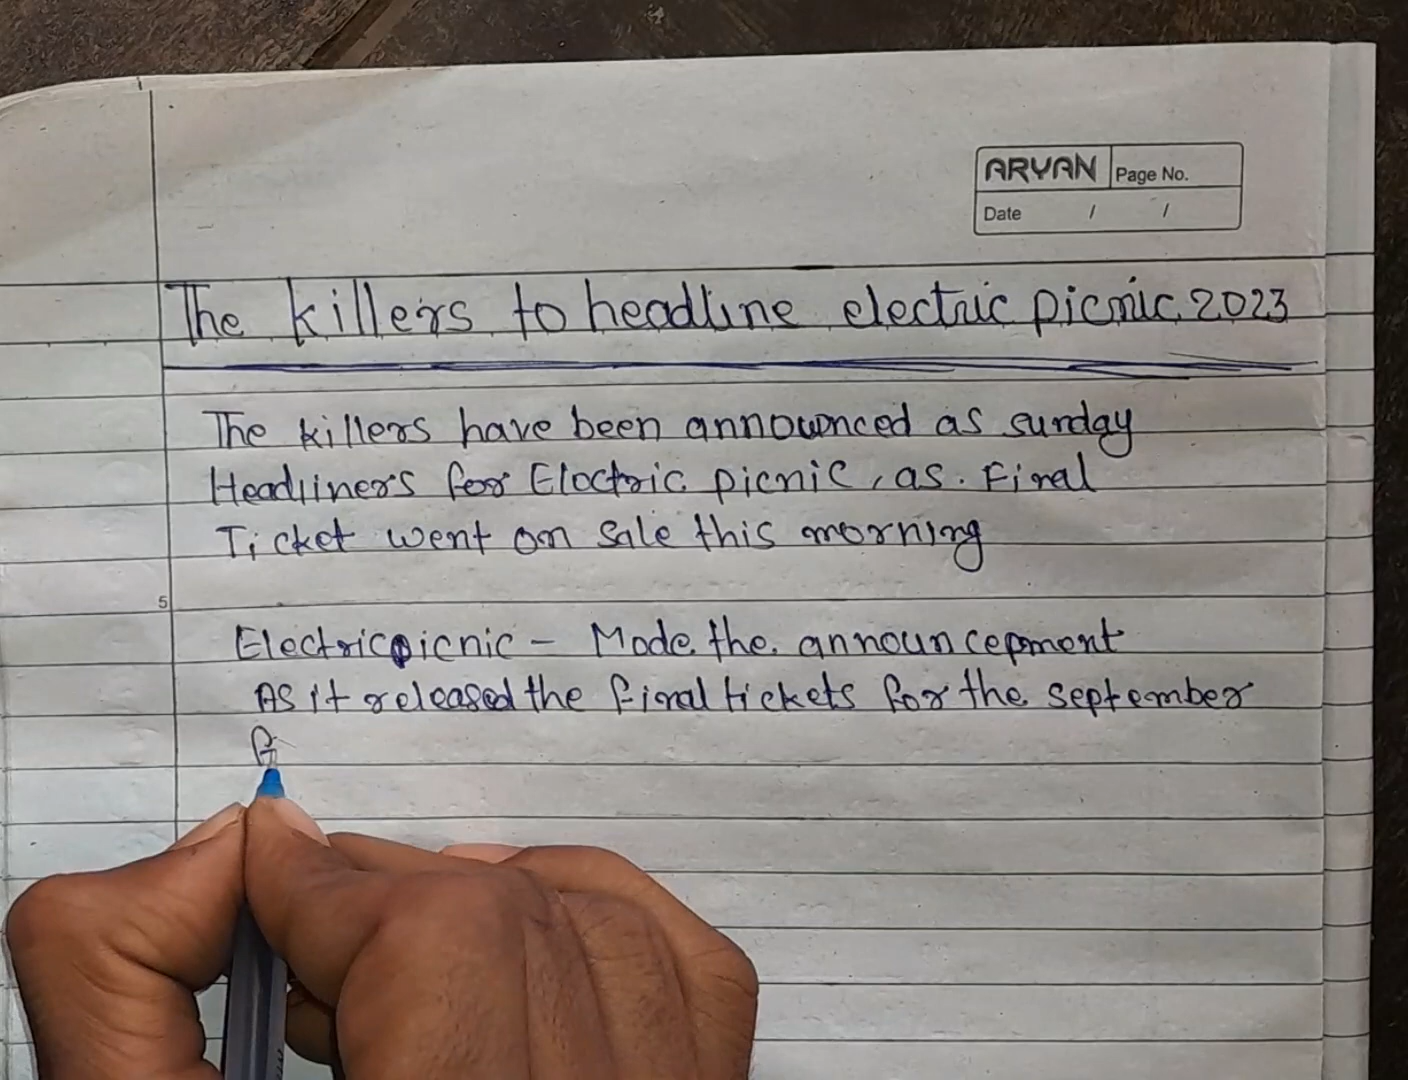 ARYAN Page No.
Date / /
The killers to headline electric picnic 2023
The killers have been announced as sunday
Headliners for Eloctric picnic, as. Final
Ticket went on Sale this morning
5
Electricpicnic - Mode. the. announcepment
As it released the final tickets for the september